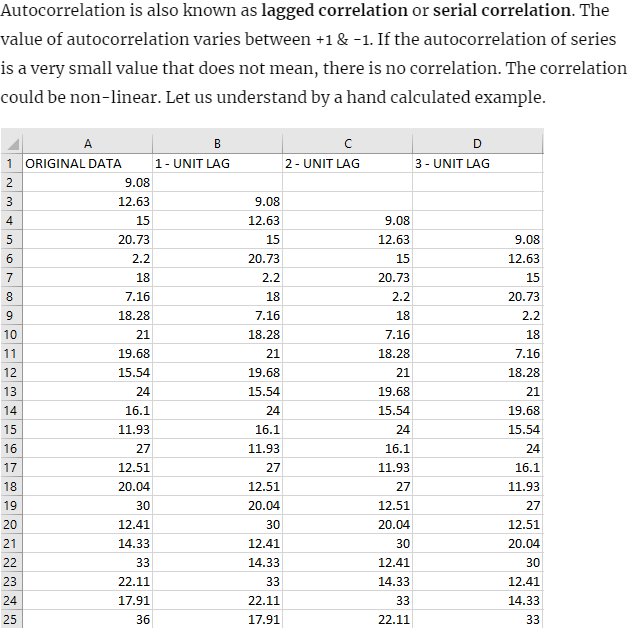 Autocorrelation is also known as lagged correlation or serial correlation. The
value of autocorrelation varies between +1 & -1. If the autocorrelation of series
is a very small value that does not mean, there is no correlation. The correlation
could be non-linear. Let us understand by a hand calculated example.
A B C D
1 ORIGINAL DATA 1 - UNIT LAG 2 - UNIT LAG 3 - UNIT LAG
2 9.08
3 12.63 9.08
4 15 12.63 9.08
5 20.73 15 12.63 9.08
6 2.2 20.73 15 12.63
7 18 2.2 20.73 15
8 7.16 18 2.2 20.73
9 18.28 7.16 18 2.2
10 21 18.28 7.16 18
11 19.68 21 18.28 7.16
12 15.54 19.68 21 18.28
13 24 15.54 19.68 21
14 16.1 24 15.54 19.68
15 11.93 16.1 24 15.54
16 27 11.93 16.1 24
17 12.51 27 11.93 16.1
18 20.04 12.51 27 11.93
19 30 20.04 12.51 27
20 12.41 30 20.04 12.51
21 14.33 12.41 30 20.04
22 33 14.33 12.41 30
23 22.11 33 14.33 12.41
24 17.91 22.11 33 14.33
25 36 17.91 22.11 33